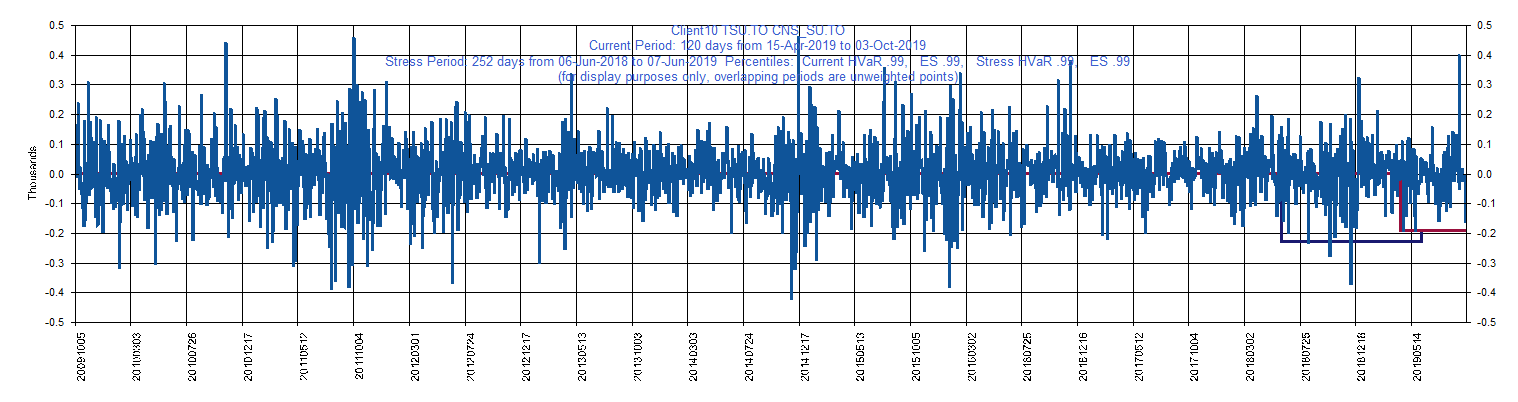 Client10 TSU.TO CNS_SU.TO
Current Period: 120 days from 15-Apr-2019 to 03-Oct-2019
Stress Period: 252 days from 06-Jun-2018 to 07-Jun-2019 Percentiles: Current HVaR .99, ES .99, Stress HVaR .99, ES .99
(for display purposes only, overlapping periods are unweighted points)
0.5 0.5
0.4 0.4
0.3 0.3
0.2 0.2
0.1 0.1
0.0 0.0
-0.1 -0.1
-0.2 -0.2
-0.3 -0.3
-0.4 -0.4
-0.5 -0.5
Thousands
20091005 20100303 20100726 20101217 20110512 20111004 20120301 20120724 20121217 20130513 20131003 20140303 20140724 20141217 20150513 20151005 20160302 20160725 20161216 20170512 20171004 20180302 20180726 20181218 20190514